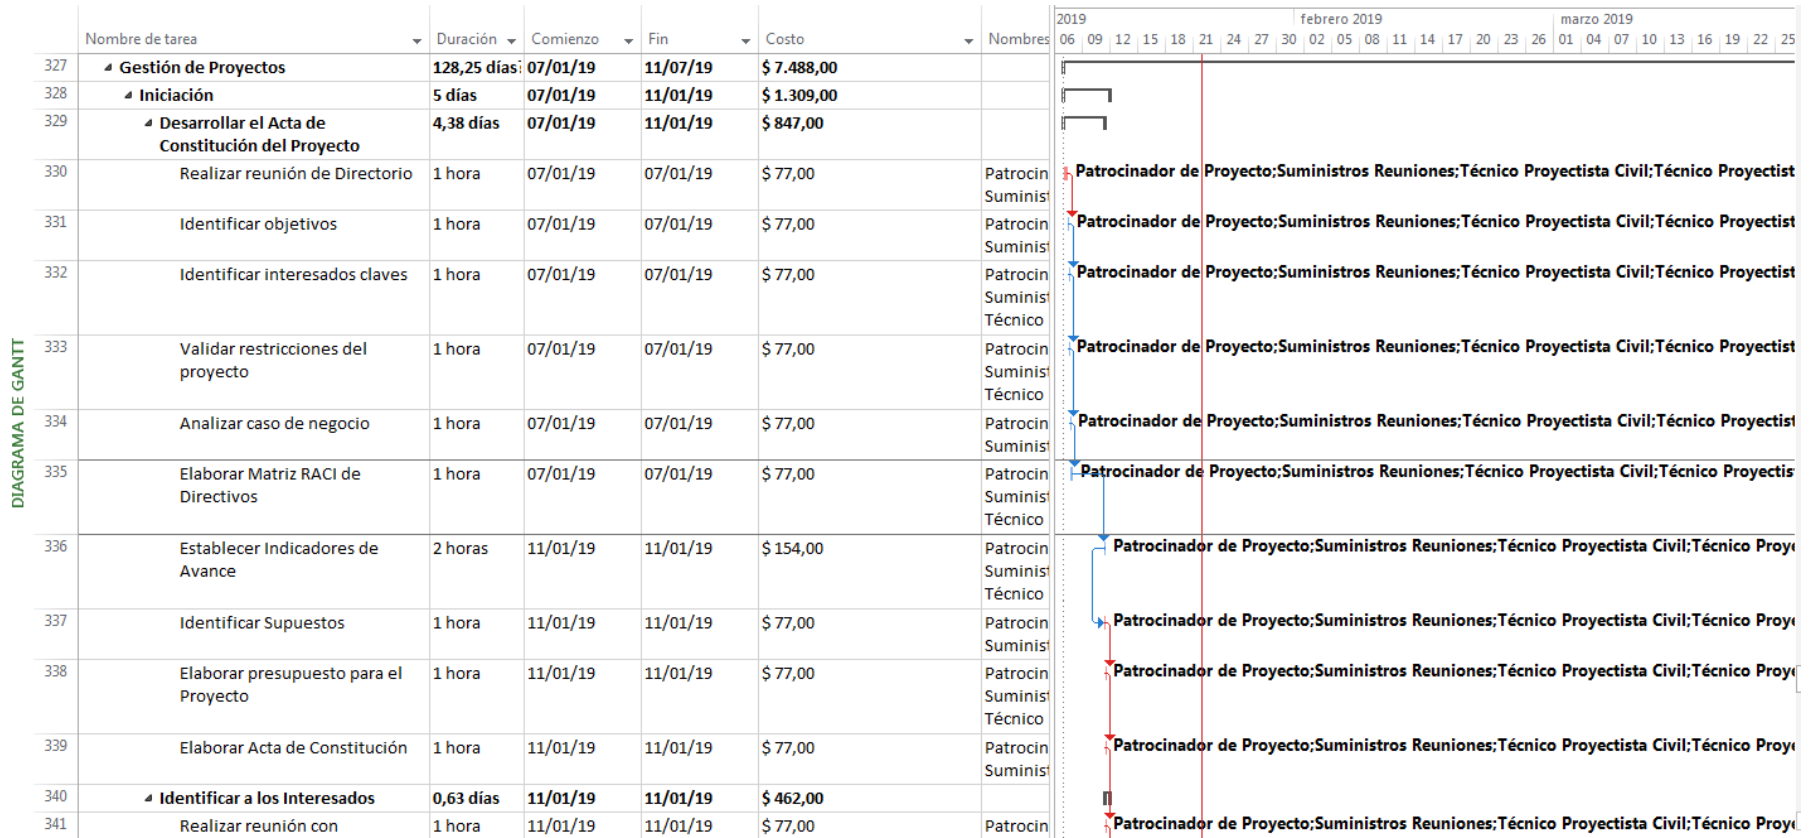 2019 febrero 2019 marzo 2019
Nombre de tarea Duración Comienzo Fin Costo Nombres 06 09 12 15 18 21 24 27 30 02 05 08 11 14 17 20 23 26 01 04 07 10 13 16 19 22 25
327 Gestión de Proyectos 128,25 días? 07/01/19 11/07/19 $ 7.488,00
328 Iniciación 5 días 07/01/19 11/01/19 $ 1.309,00
329 Desarrollar el Acta de 4,38 días 07/01/19 11/01/19 $ 847,00
Constitución del Proyecto
330 Realizar reunión de Directorio 1 hora 07/01/19 07/01/19 $ 77,00 Patrocin Patrocinador de Proyecto;Suministros Reuniones;Técnico Proyectista Civil;Técnico Proyectist
Suminist
331 Identificar objetivos 1 hora 07/01/19 07/01/19 $ 77,00 Patrocin Patrocinador de Proyecto;Suministros Reuniones;Técnico Proyectista Civil;Técnico Proyectist
Suminist
332 Identificar interesados claves 1 hora 07/01/19 07/01/19 $ 77,00 Patrocin Patrocinador de Proyecto;Suministros Reuniones;Técnico Proyectista Civil;Técnico Proyectist
Suminist
Técnico
333 Validar restricciones del 1 hora 07/01/19 07/01/19 $ 77,00 Patrocin Patrocinador de Proyecto;Suministros Reuniones;Técnico Proyectista Civil;Técnico Proyectist
proyecto Suminist
Técnico
334 Analizar caso de negocio 1 hora 07/01/19 07/01/19 $ 77,00 Patrocin Patrocinador de Proyecto;Suministros Reuniones;Técnico Proyectista Civil;Técnico Proyectist
Suminist
335 Elaborar Matriz RACI de 1 hora 07/01/19 07/01/19 $ 77,00 Patrocin Patrocinador de Proyecto;Suministros Reuniones;Técnico Proyectista Civil;Técnico Proyectis
Directivos Suminist
Técnico
336 Establecer Indicadores de 2 horas 11/01/19 11/01/19 $ 154,00 Patrocin Patrocinador de Proyecto;Suministros Reuniones;Técnico Proyectista Civil;Técnico Proye
Avance Suminist
Técnico
337 Identificar Supuestos 1 hora 11/01/19 11/01/19 $ 77,00 Patrocin Patrocinador de Proyecto;Suministros Reuniones;Técnico Proyectista Civil;Técnico Proye
Suminist
338 Elaborar presupuesto para el 1 hora 11/01/19 11/01/19 $ 77,00 Patrocin Patrocinador de Proyecto;Suministros Reuniones;Técnico Proyectista Civil;Técnico Proye
Proyecto Suminist
Técnico
339 Elaborar Acta de Constitución 1 hora 11/01/19 11/01/19 $ 77,00 Patrocin Patrocinador de Proyecto;Suministros Reuniones;Técnico Proyectista Civil;Técnico Proye
Suminist
340 Identificar a los Interesados 0,63 días 11/01/19 11/01/19 $ 462,00
341 Realizar reunión con 1 hora 11/01/19 11/01/19 $ 77,00 Patrocin Patrocinador de Proyecto;Suministros Reuniones;Técnico Proyectista Civil;Técnico Proye
DIAGRAMA DE GANTT